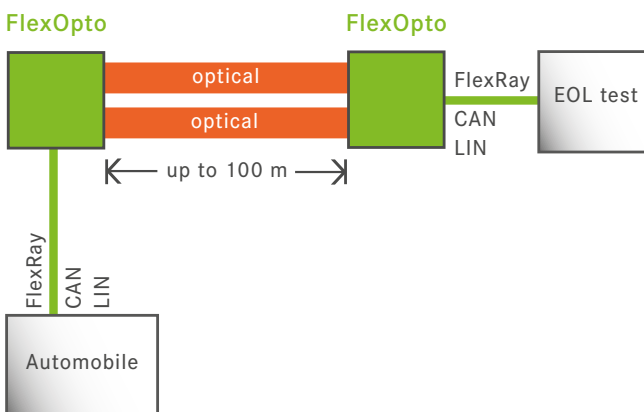 FlexOpto
FlexOpto
optical
optical
up to 100 m
FlexRay
CAN
LIN
EOL test
FlexRay
CAN
LIN
Automobile